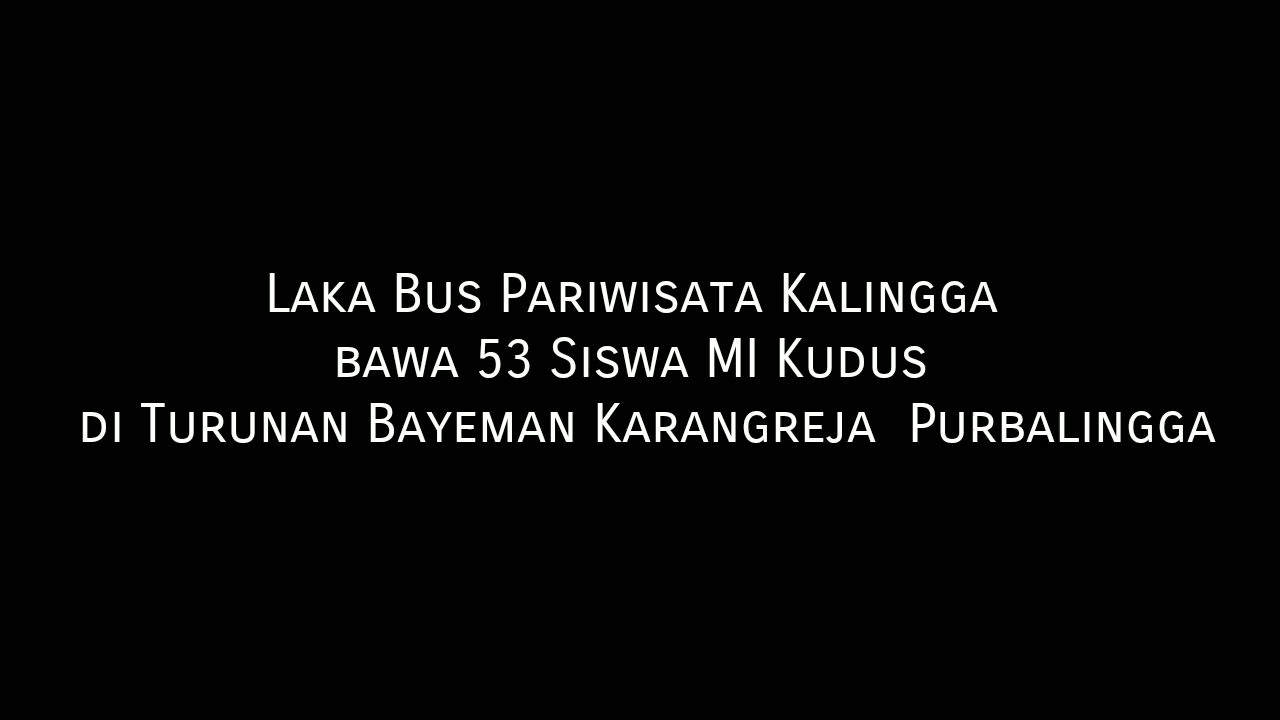 Laka Bus Pariwisata Kalingga
bawa 53 Siswa MI Kudus
di Turunan Bayeman Karangreja  Purbalingga